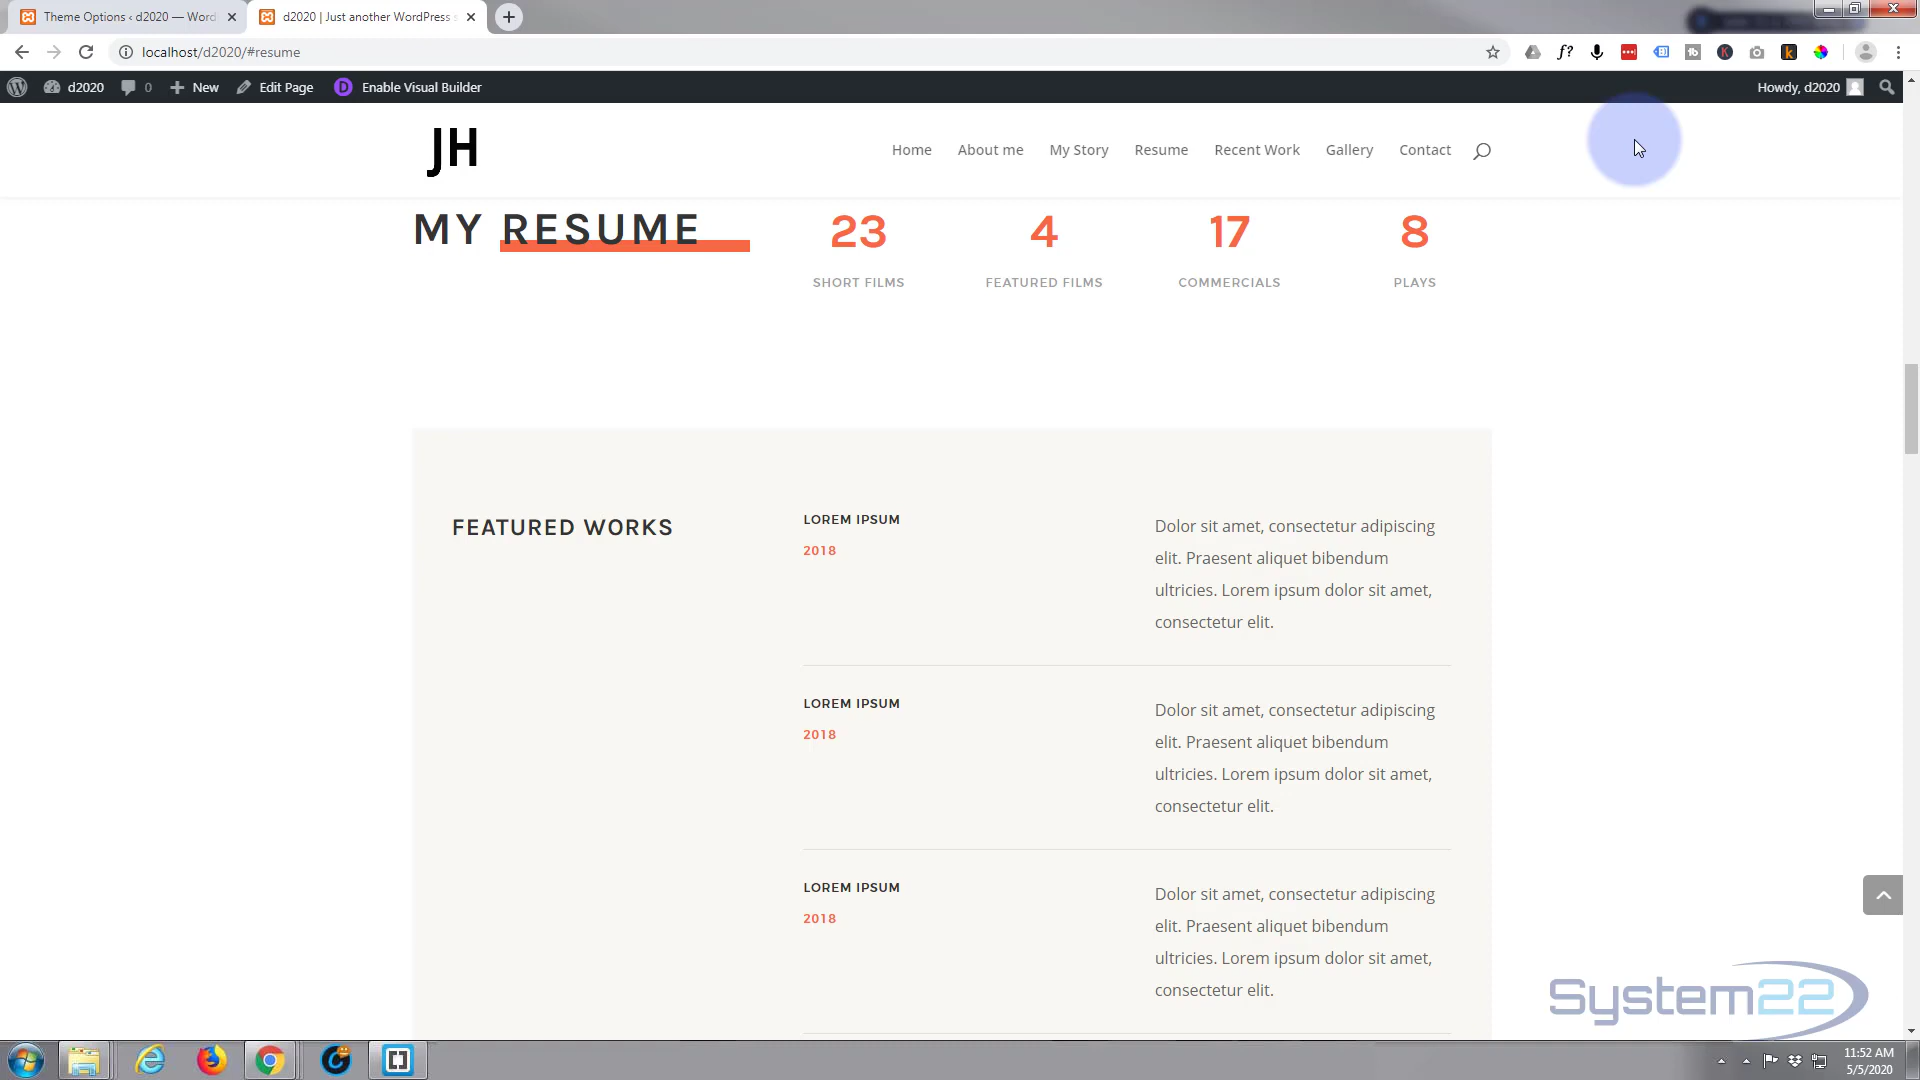 Theme Options ‹ d2020 — Word
d2020 | Just another WordPress s
localhost/d2020/#resume
d2020
0
New
Edit Page
Enable Visual Builder
Howdy, d2020
JH
Home
About me
My Story
Resume
Recent Work
Gallery
Contact
MY RESUME
23
4
17
8
SHORT FILMS
FEATURED FILMS
COMMERCIALS
PLAYS
FEATURED WORKS
LOREM IPSUM
2018
Dolor sit amet, consectetur adipiscing
elit. Praesent aliquet bibendum
ultricies. Lorem ipsum dolor sit amet,
consectetur elit.
LOREM IPSUM
2018
Dolor sit amet, consectetur adipiscing
elit. Praesent aliquet bibendum
ultricies. Lorem ipsum dolor sit amet,
consectetur elit.
LOREM IPSUM
2018
Dolor sit amet, consectetur adipiscing
elit. Praesent aliquet bibendum
ultricies. Lorem ipsum dolor sit amet,
consectetur elit.
System22
11:52 AM
5/5/2020